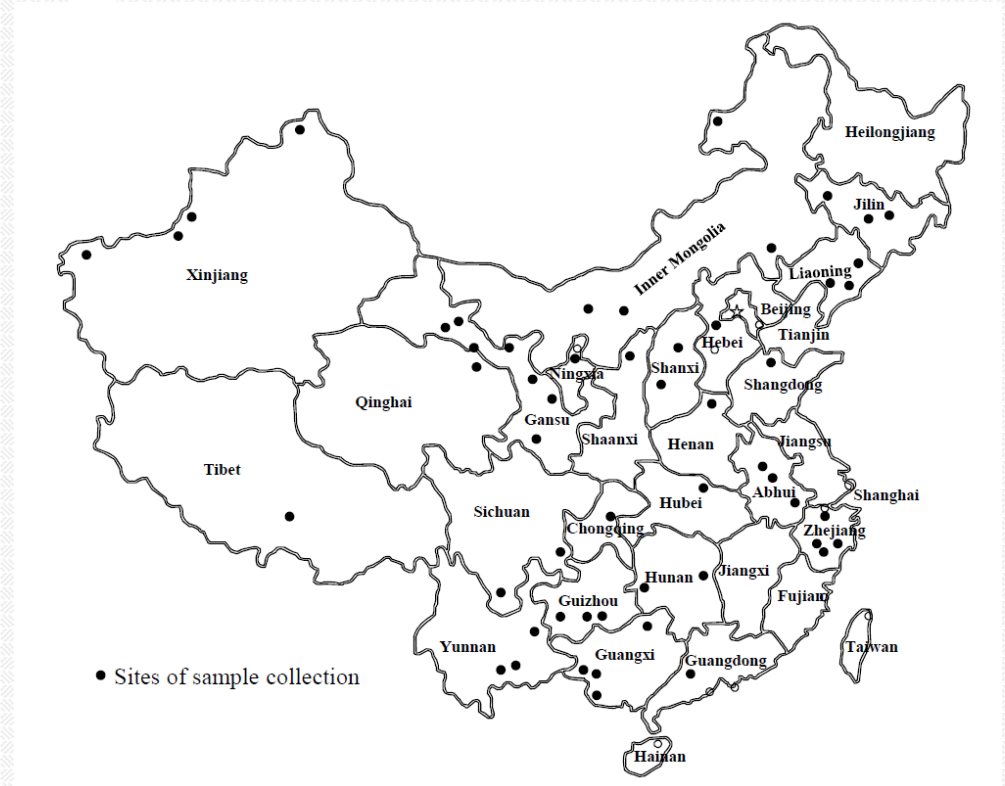 Heilongjiang
Jilin
Inner Mongolia
Liaoning
Xinjiang
Beijing
Tianjin
Hebei
Ningxia
Shanxi
Shangdong
Qinghai
Gansu
Shaanxi
Henan
Jiangsu
Tibet
Sichuan
Hubei
Abhui
Shanghai
Chongqing
Zhejiang
Hunan
Jiangxi
Guizhou
Fujian
Yunnan
Guangxi
Guangdong
Taiwan
Sites of sample collection
Hainan